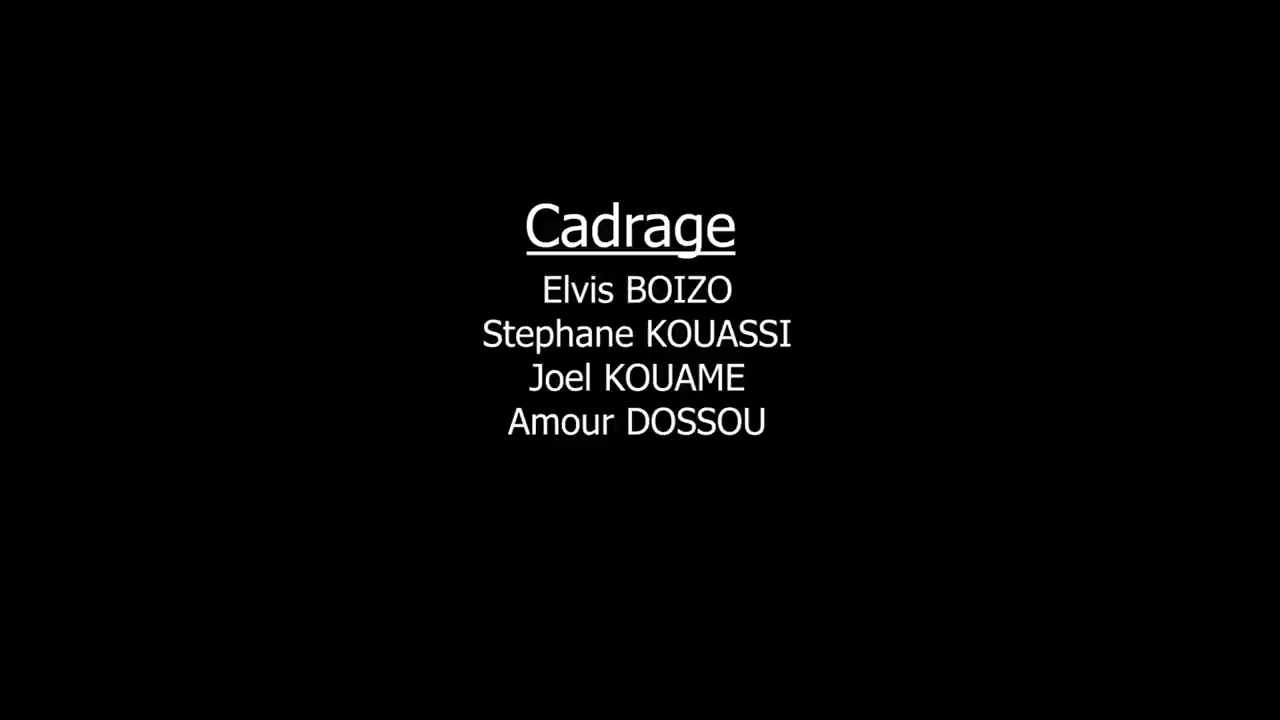 Cadrage
Elvis BOIZO
Stephane KOUASSI
Joel KOUAME
Amour DOSSOU